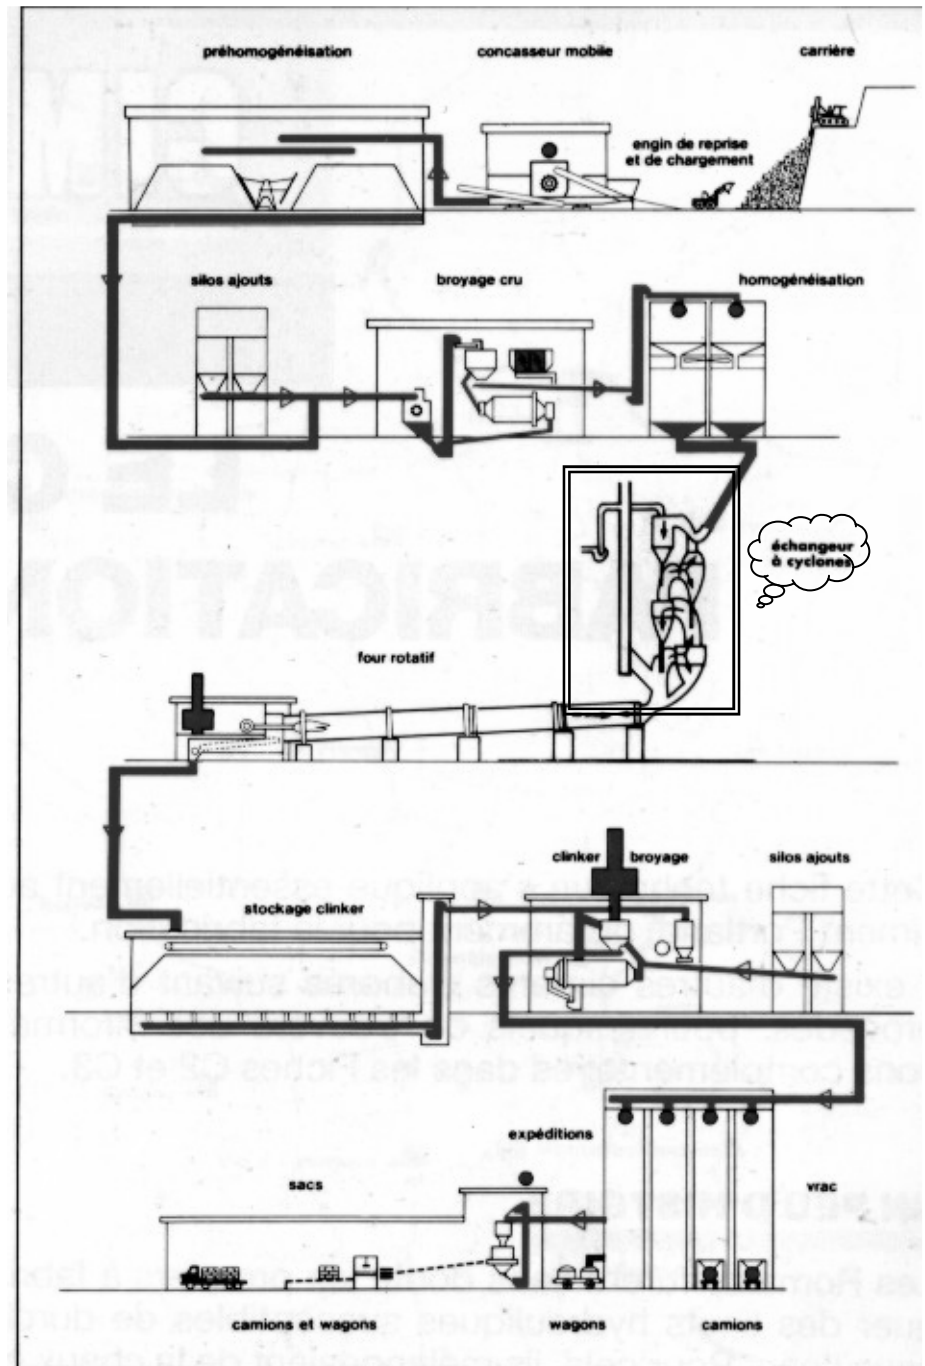 préhomogénéisation
concasseur mobile
carrière
engin de reprise
et de chargement
silos ajouts
broyage cru
homogénéisation
échangeur
à cyclones
four rotatif
clinker
broyage
silos ajouts
stockage clinker
expéditions
sacs
vrac
camions et wagons
wagons
camions